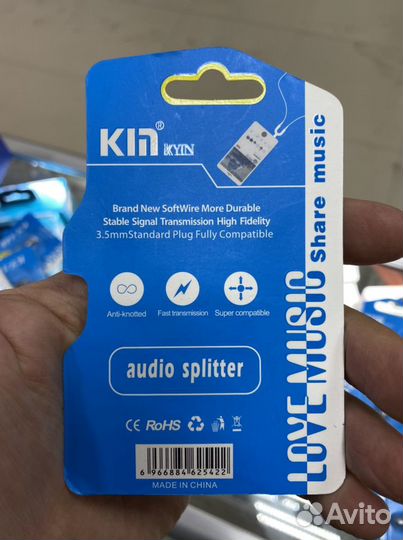 KIN®
KYIN
Brand New SoftWire More Durable
Stable Signal Transmission High Fidelity
3.5mmStandard Plug Fully Compatible
Anti-knotted
Fast transmission
Super compatible
audio splitter
CE RoHS
6 966884 625422
MADE IN CHINA
LOVE MUSIC
Share music
Avito